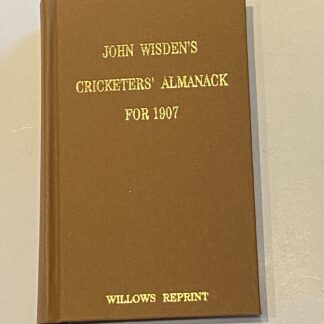 JOHN WISDEN'S
CRICKETERS' ALMANACK
FOR 1907
WILLOWS REPRINT